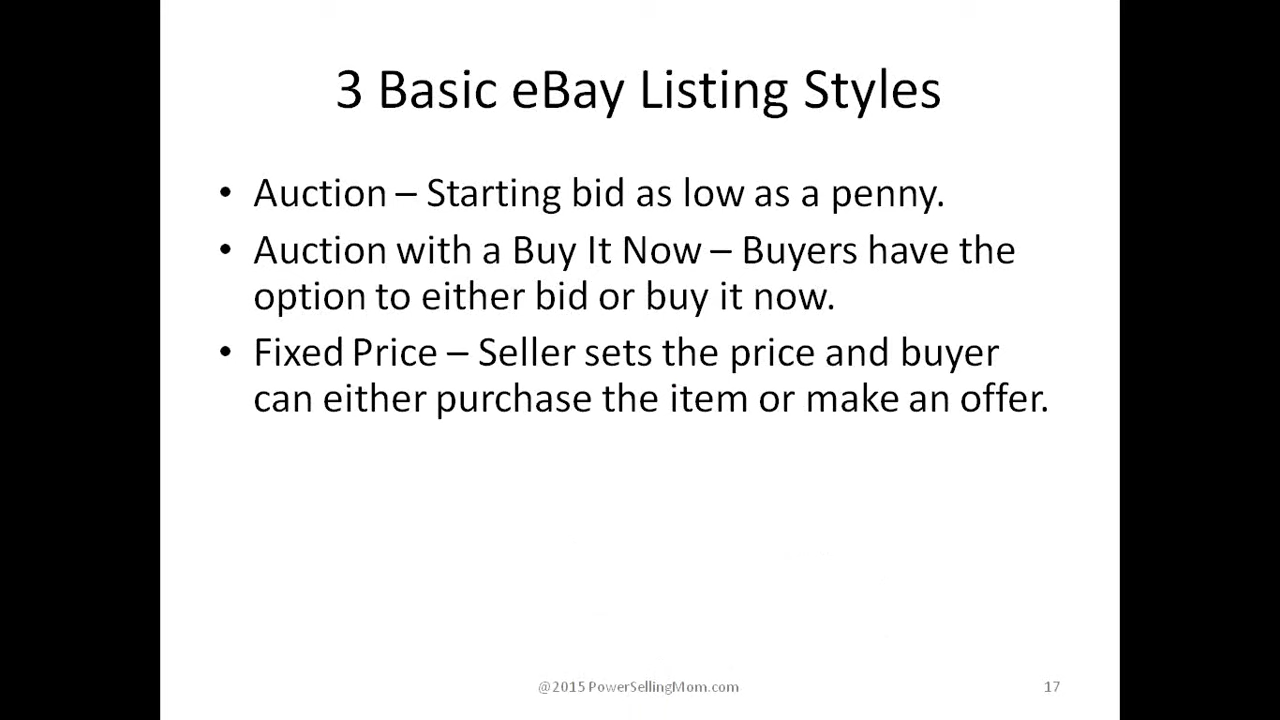 3 Basic eBay Listing Styles
• Auction – Starting bid as low as a penny.
• Auction with a Buy It Now – Buyers have the
option to either bid or buy it now.
• Fixed Price – Seller sets the price and buyer
can either purchase the item or make an offer.
@2015 PowerSellingMom.com
17